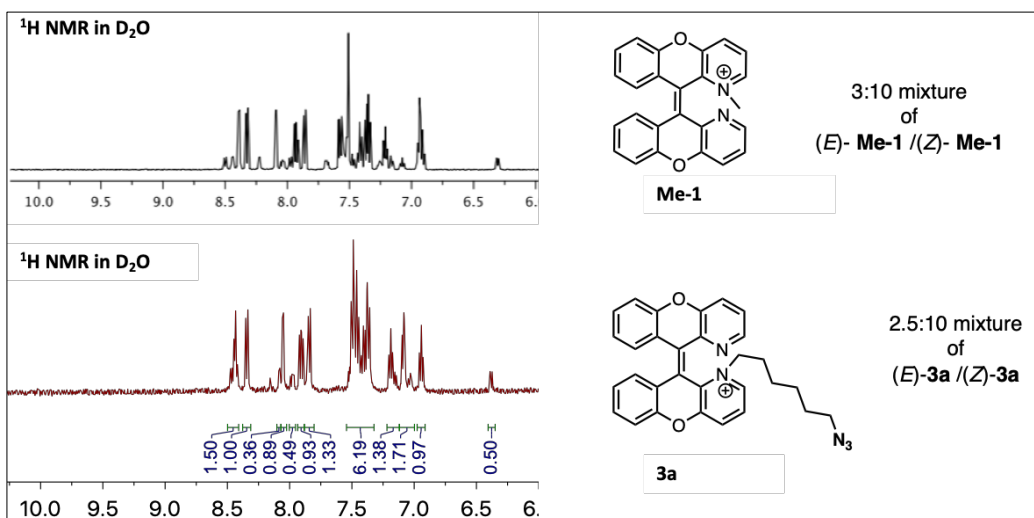 ¹H NMR in D₂O
10.0 9.5 9.0 8.5 8.0 7.5 7.0 6.5 6.0
O
N
⊕
N
O
Me-1
3:10 mixture
of
(E)- Me-1 /(Z)- Me-1
¹H NMR in D₂O
1.50 1.00 0.36 0.89 0.49 0.93 1.33 6.19 1.38 1.71 0.97 0.50
10.0 9.5 9.0 8.5 8.0 7.5 7.0 6.5 6.
O
N
N
⊕
O
N₃
3a
2.5:10 mixture
of
(E)-3a /(Z)-3a